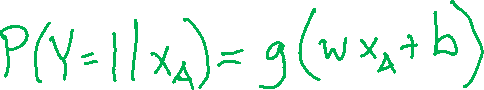 P(Y=1|x_A) = g(wx_A+b)